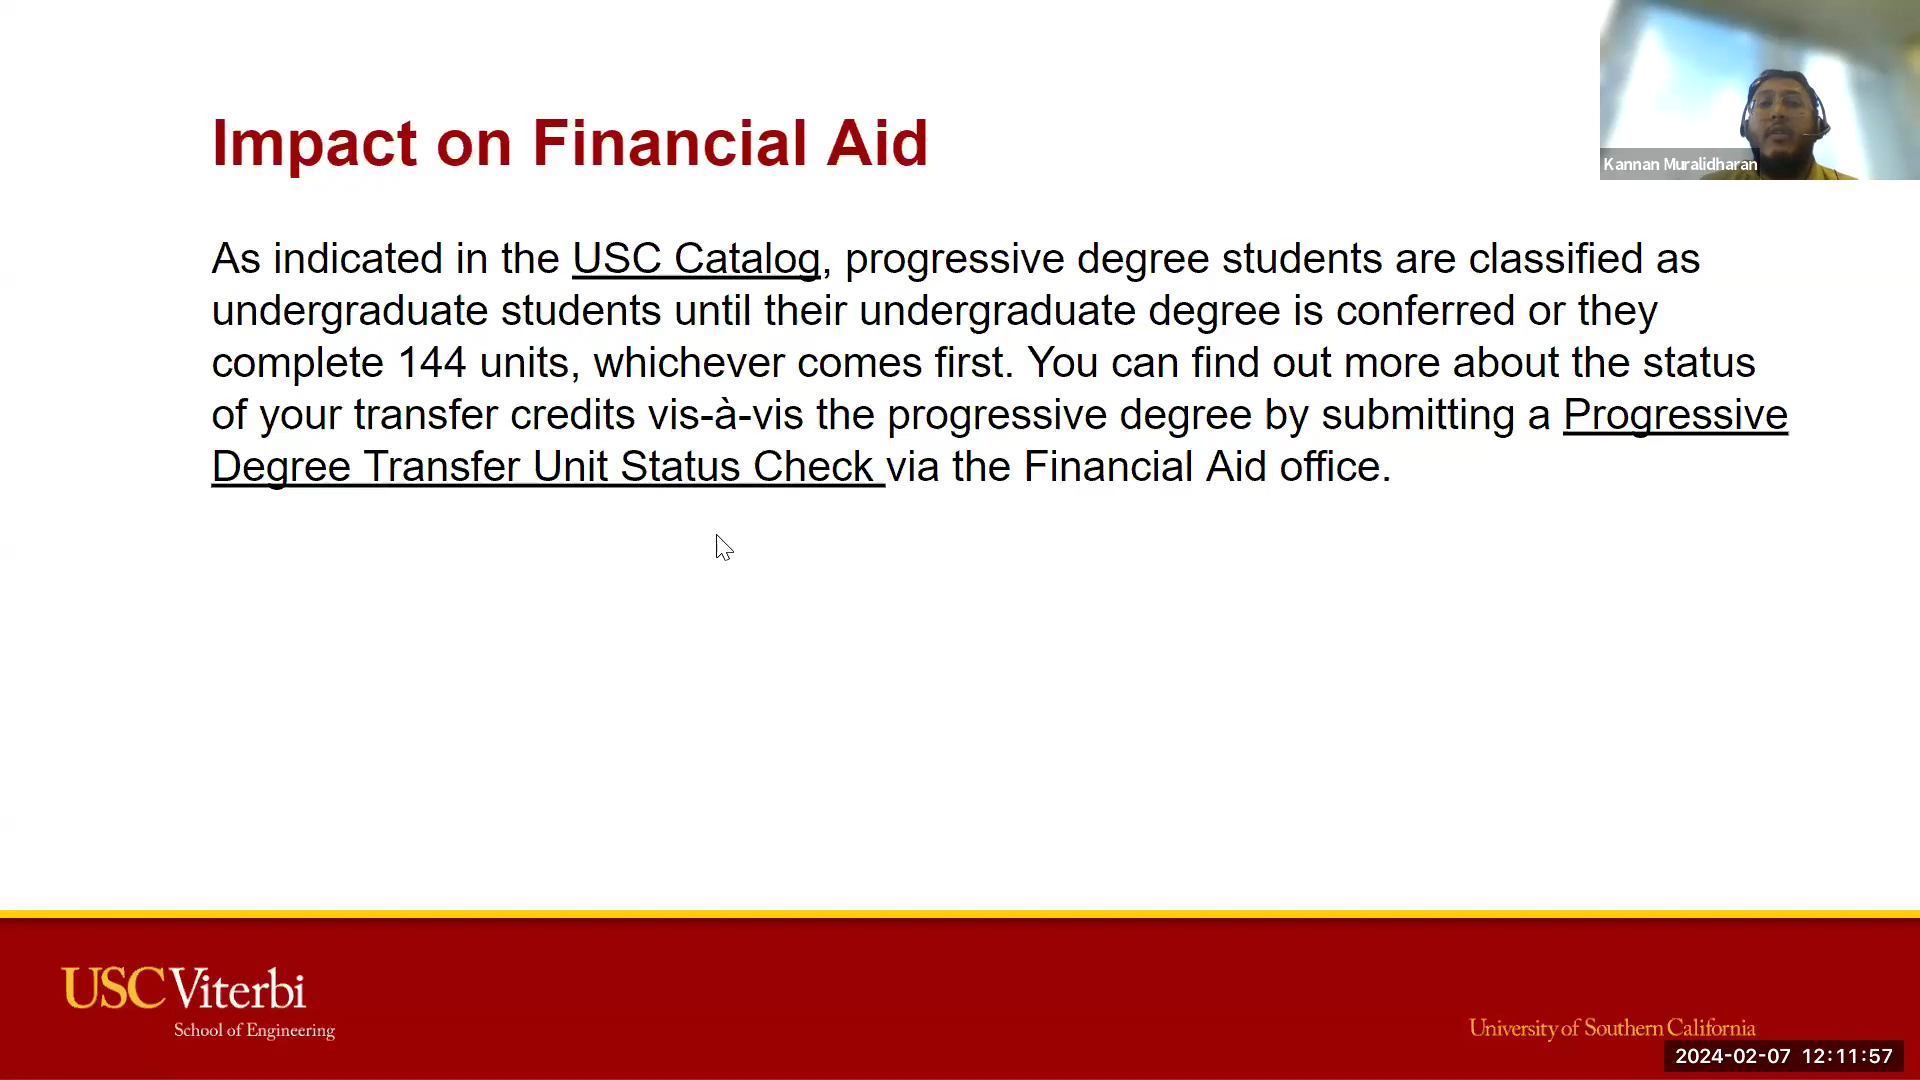 Impact on Financial Aid
Kannan Muralidharan
As indicated in the USC Catalog, progressive degree students are classified as
undergraduate students until their undergraduate degree is conferred or they
complete 144 units, whichever comes first. You can find out more about the status
of your transfer credits vis-à-vis the progressive degree by submitting a Progressive
Degree Transfer Unit Status Check via the Financial Aid office.
USC Viterbi
School of Engineering
University of Southern California
2024-02-07 12:11:57